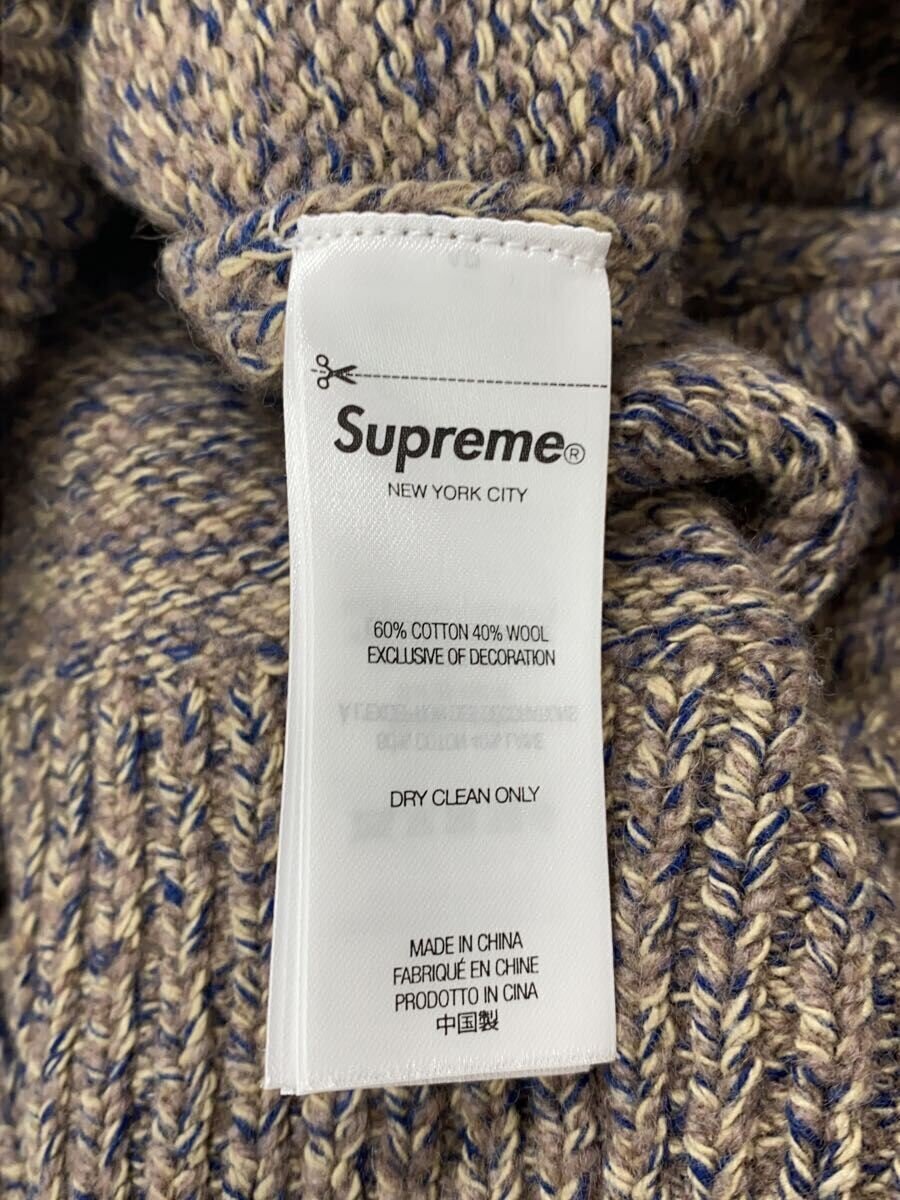 Supreme®
NEW YORK CITY
60% COTTON 40% WOOL
EXCLUSIVE OF DECORATION
DRY CLEAN ONLY
MADE IN CHINA
FABRIQUÉ EN CHINE
PRODOTTO IN CINA
中国製